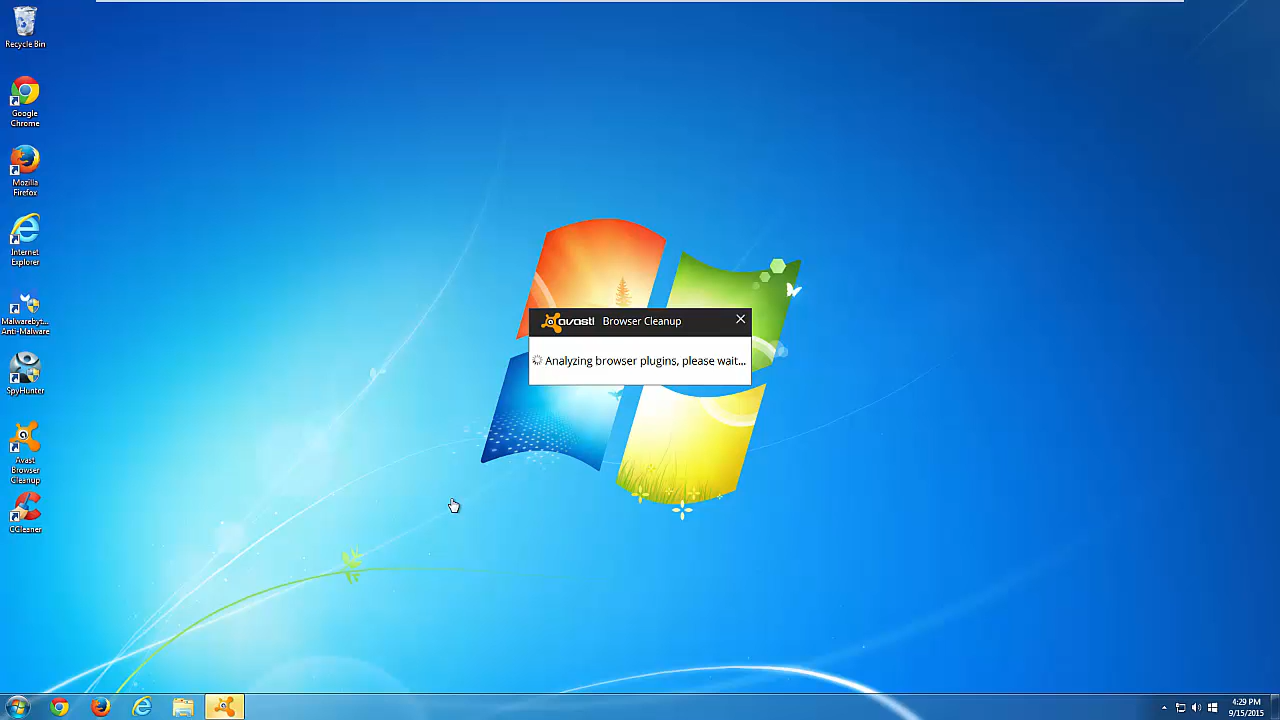 Recycle Bin
Google
Chrome
Mozilla
Firefox
Internet
Explorer
Malwarebyt...
Anti-Malware
SpyHunter
Avast
Browser
Cleanup
CCleaner
avast! Browser Cleanup
Analyzing browser plugins, please wait...
4:29 PM
9/15/2015